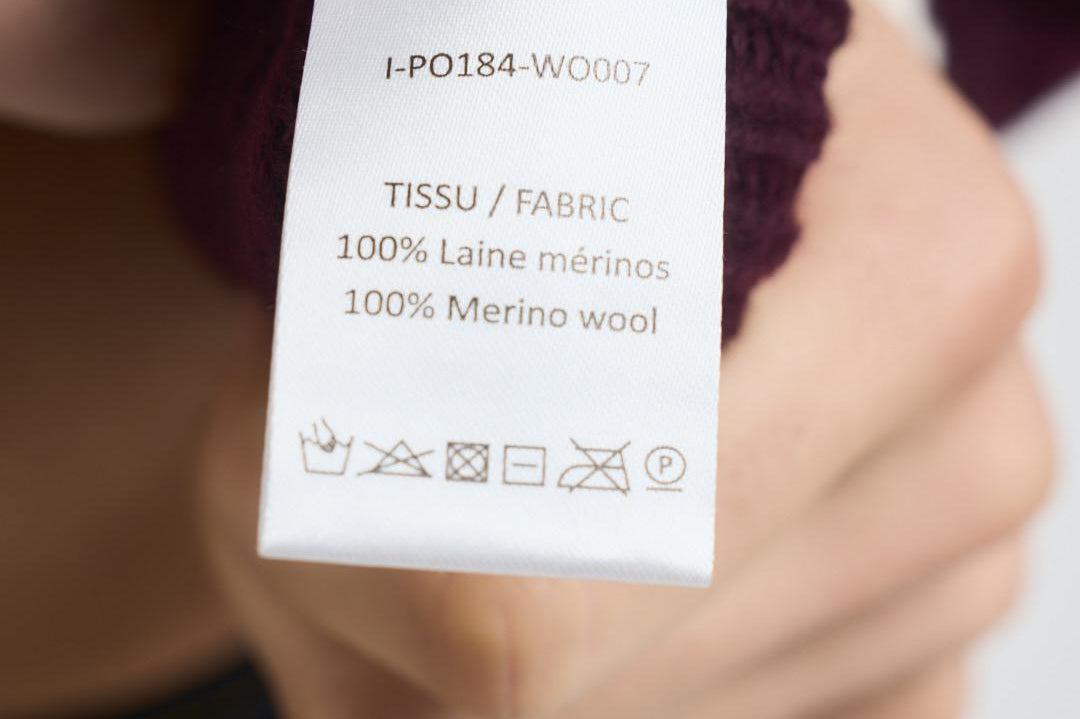 I-PO184-WO007
TISSU / FABRIC
100% Laine mérinos
100% Merino wool
P